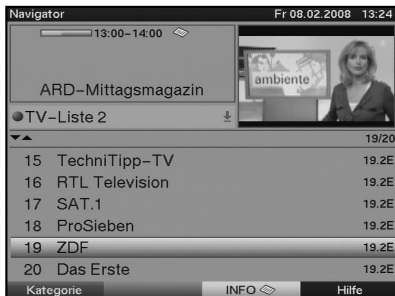 Navigator Fr 08.02.2008 13:24
13:00-14:00
ARD-Mittagsmagazin
ambiente
TV-Liste 2
19/20
15 TechniTipp-TV 19.2E
16 RTL Television 19.2E
17 SAT.1 19.2E
18 ProSieben 19.2E
19 ZDF 19.2E
20 Das Erste 19.2E
Kategorie INFO Hilfe